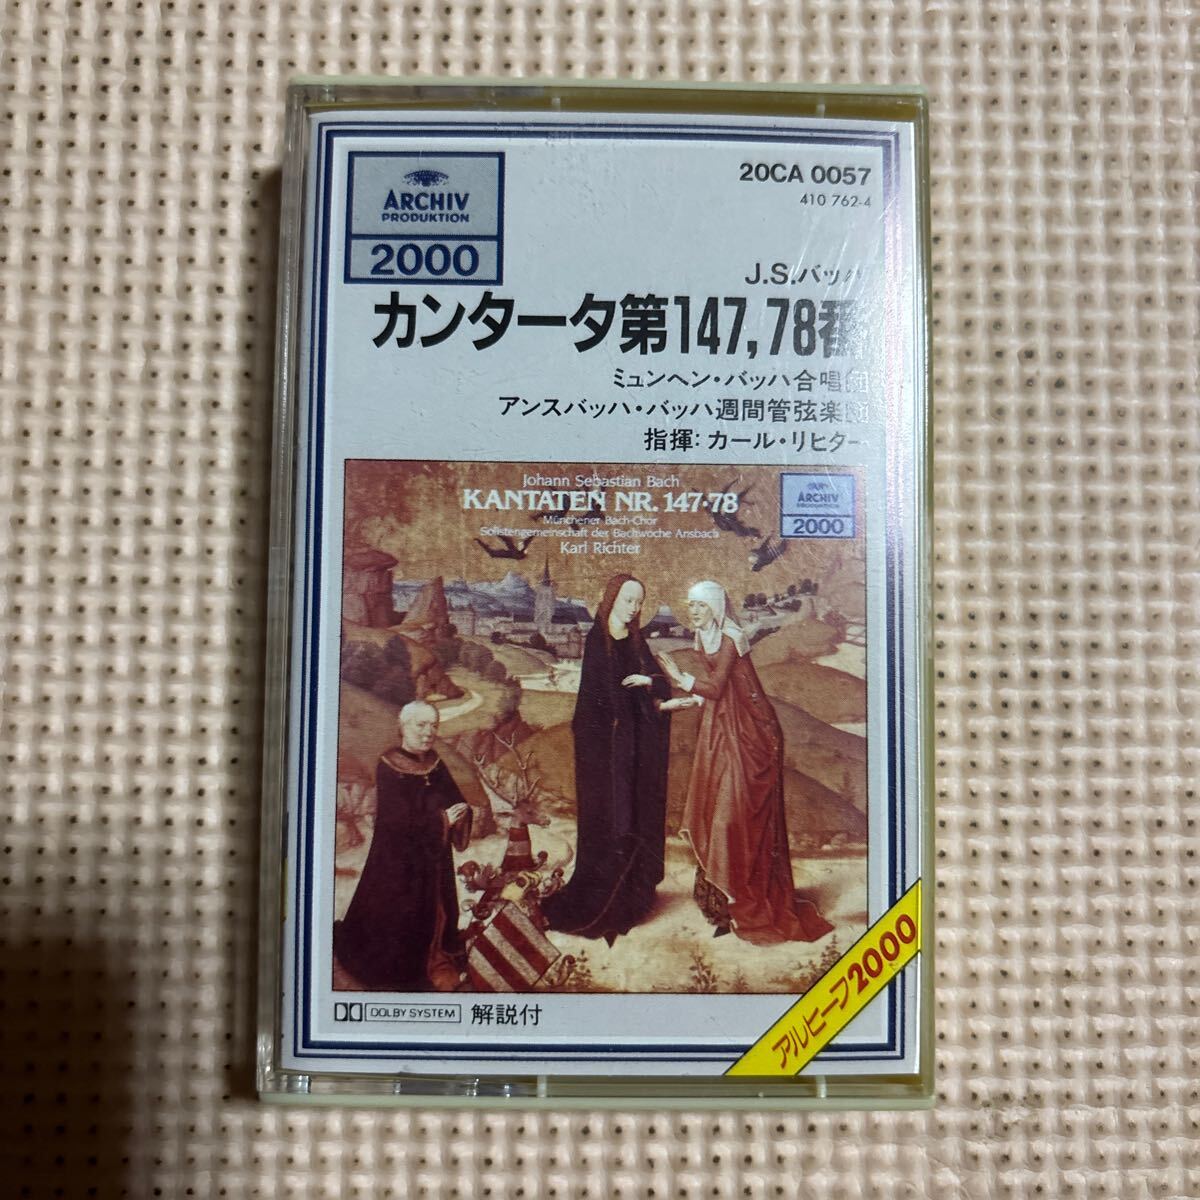 ARCHIV
PRODUKTION
2000
20CA 0057
410 762-4
J.S.バッハ
カンタータ第147,78番
ミュンヘン・バッハ合唱団
アンスバッハ・バッハ週間管弦楽団
指揮：カール・リヒター
Johann Sebastian Bach
KANTATEN NR. 147·78
Münchener Bach-Chor
Solistengemeinschaft der Bachwoche Ansbach
Karl Richter
ARCHIV
PRODUKTION
2000
DOLBY SYSTEM
解説付
アルヒーフ2000